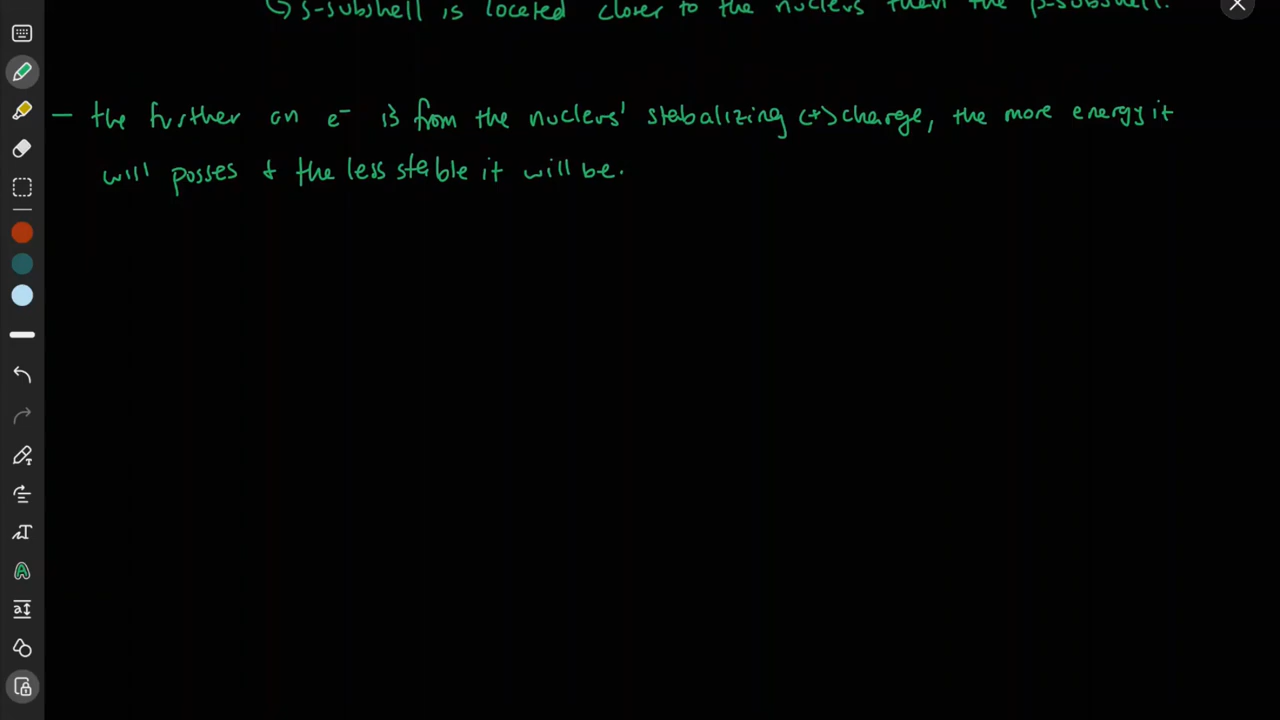 ↳ s-subshell is located closer to the nucleus then the p-subshell.
— the further an e⁻ is from the nucleus' stabalizing (+) charge, the more energy it
will posses & the less stable it will be.